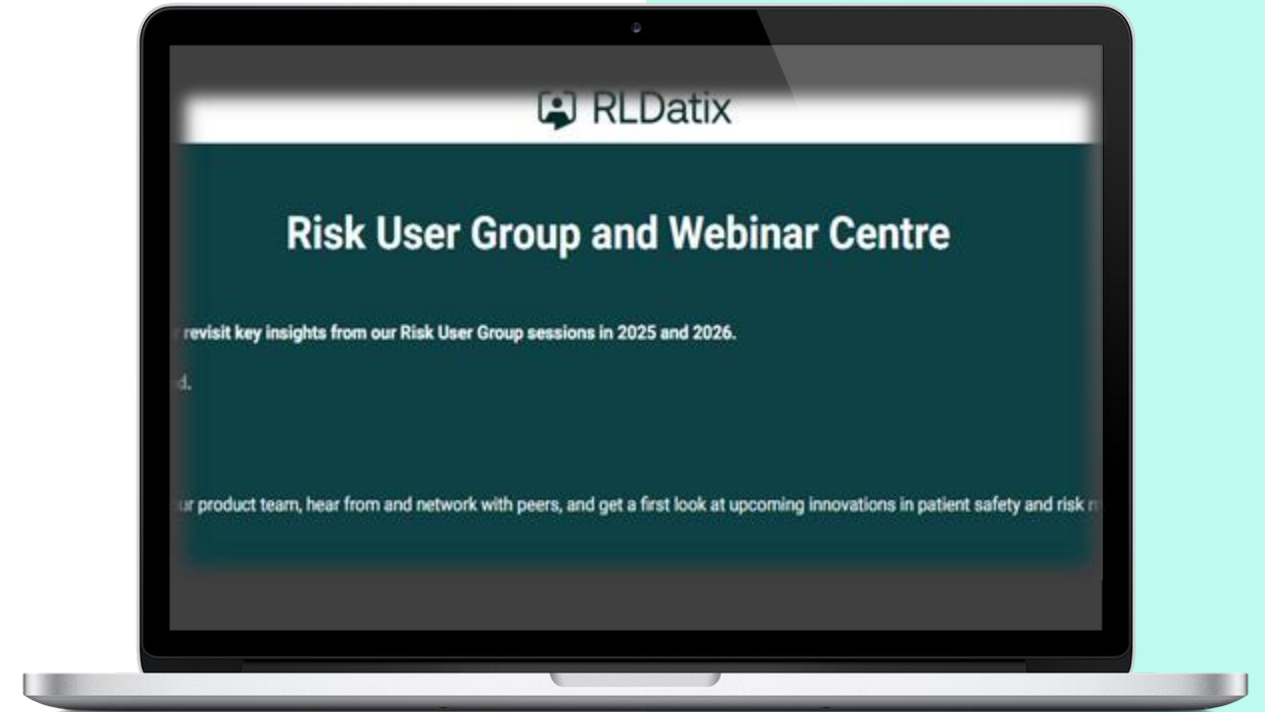 RLDatix
Risk User Group and Webinar Centre
revisit key insights from our Risk User Group sessions in 2025 and 2026.
d.
ur product team, hear from and network with peers, and get a first look at upcoming innovations in patient safety and risk